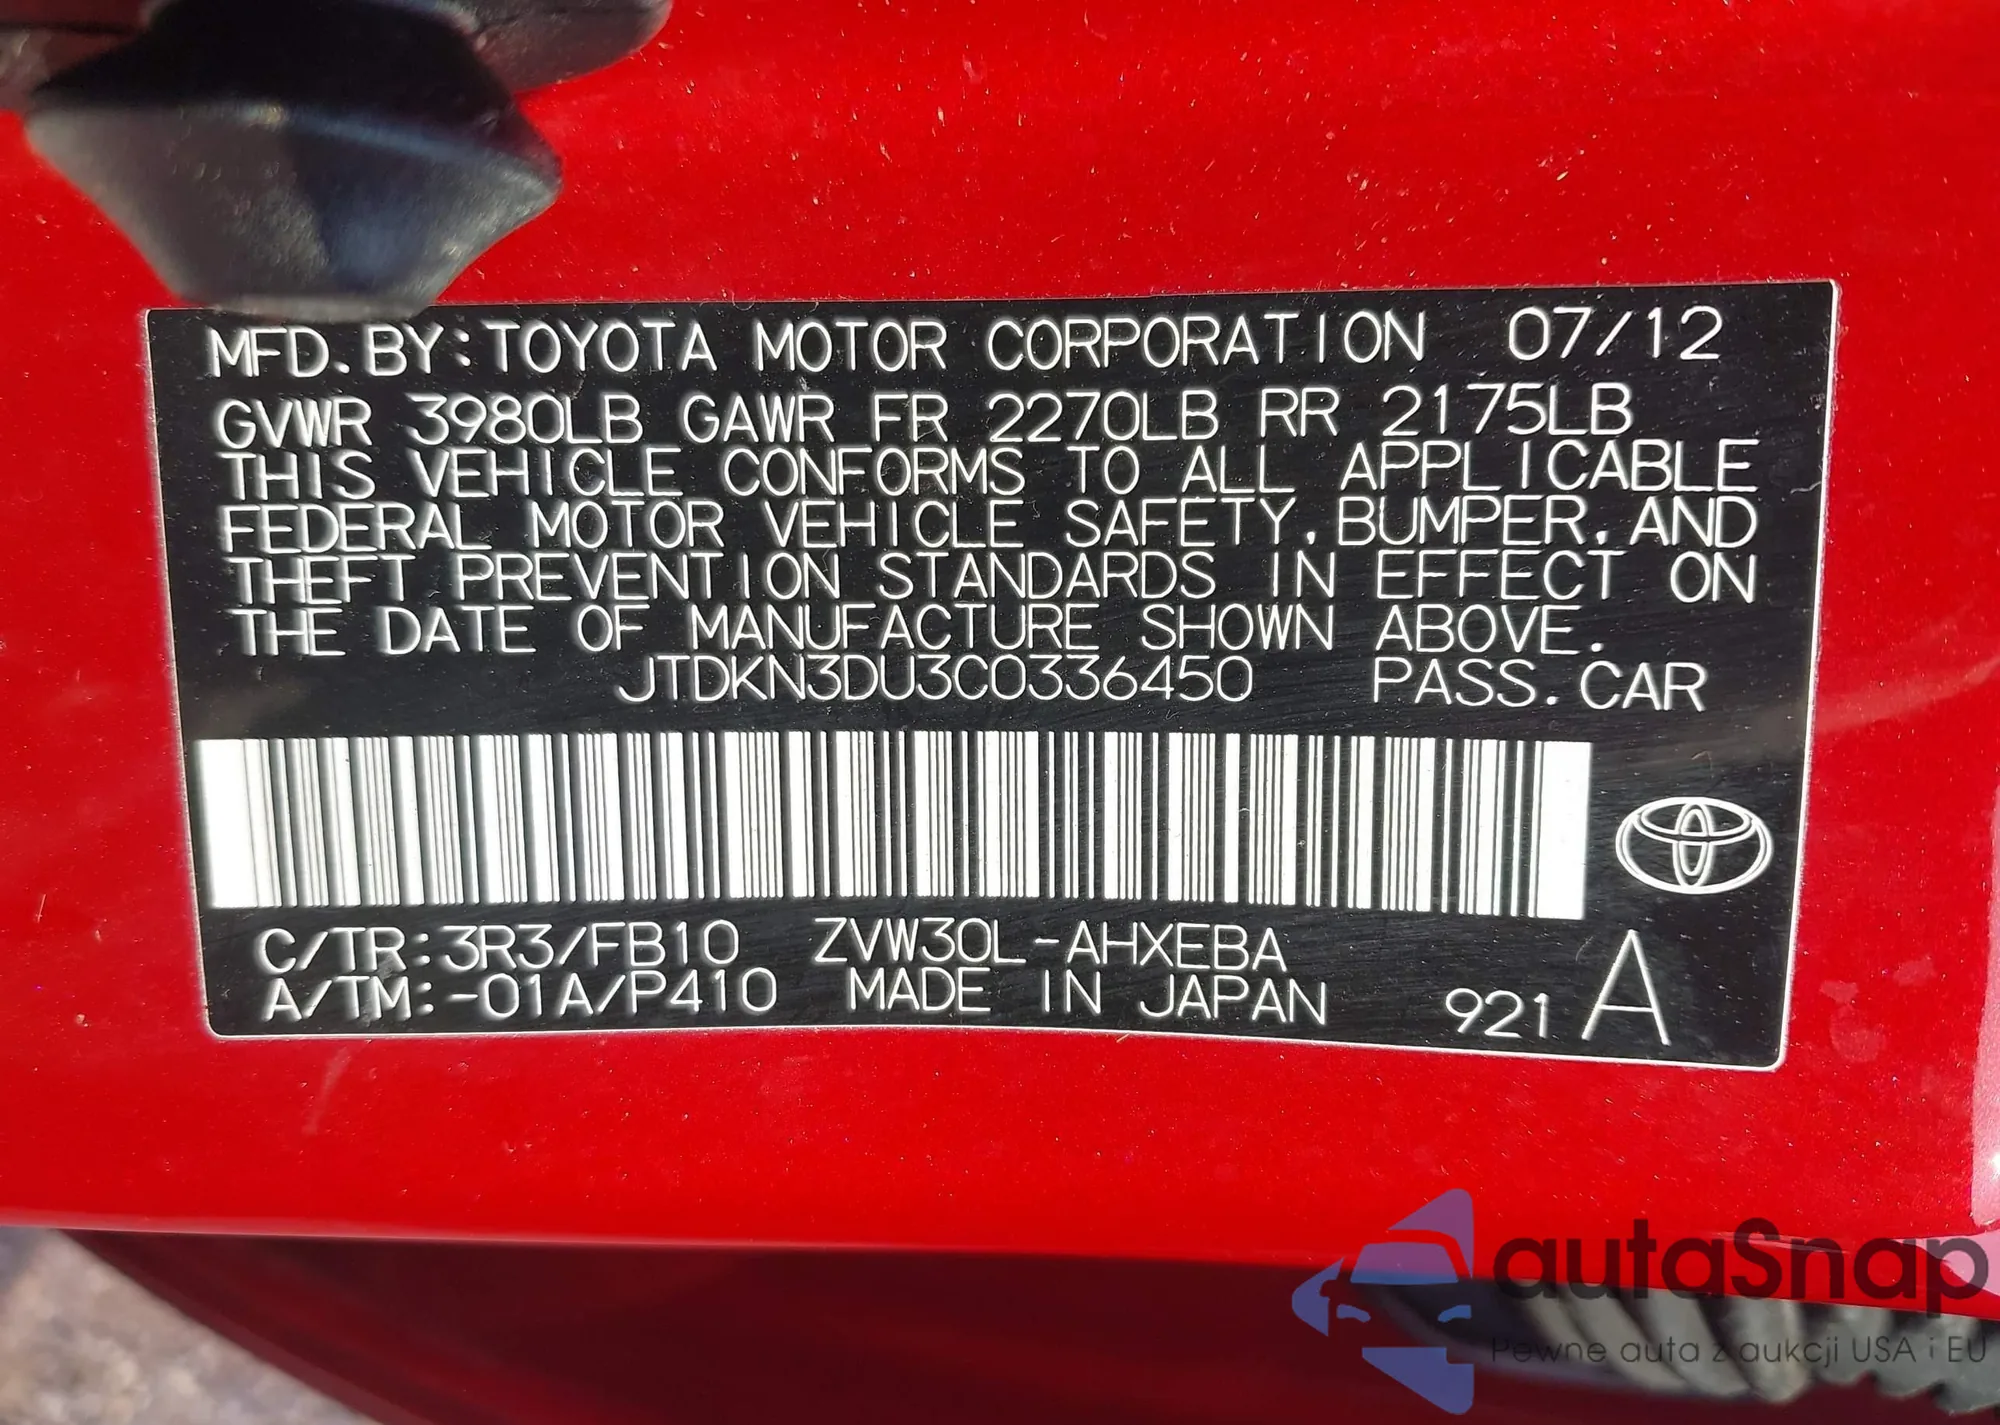 MFD. BY: TOYOTA MOTOR CORPORATION 07/12
GVWR 3980LB GAWR FR 2270LB RR 2175LB
THIS VEHICLE CONFORMS TO ALL APPLICABLE
FEDERAL MOTOR VEHICLE SAFETY, BUMPER, AND
THEFT PREVENTION STANDARDS IN EFFECT ON
THE DATE OF MANUFACTURE SHOWN ABOVE.
JTDKN3DU3C0336450 PASS. CAR
C/TR: 3R3/FB10 ZVW30L-AHXEBA
A/TM: -01A/P410 MADE IN JAPAN 921 A
autoSnap
Pewne auta z aukcji USA i EU